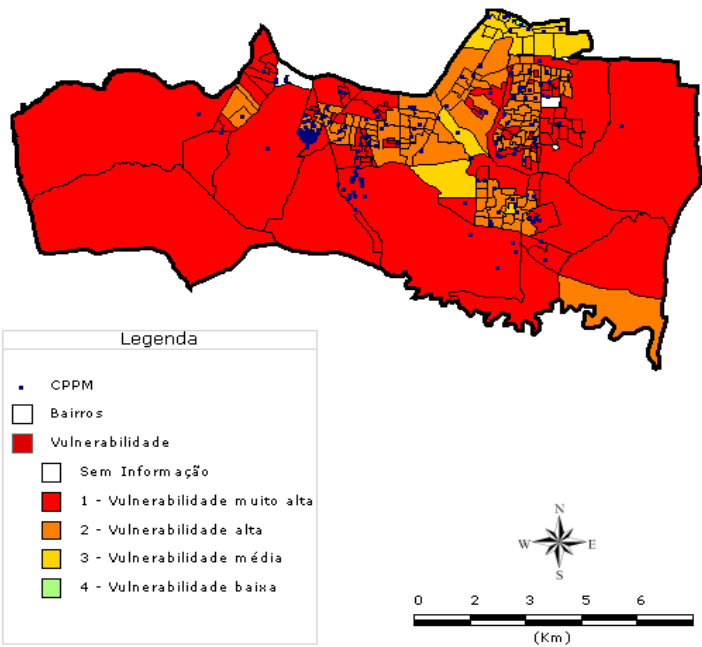 Legenda
CPPM
Bairros
Vulnerabilidade
Sem Informação
1 - Vulnerabilidade muito alta
2 - Vulnerabilidade alta
3 - Vulnerabilidade média
4 - Vulnerabilidade baixa
N
W E
S
0 2 3 5 6
(Km)